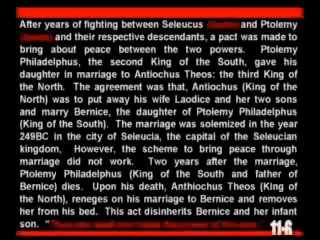 After years of fighting between Seleucus and Ptolemy
and their respective descendants, a pact was made to
bring about peace between the two powers. Ptolemy
Philadelphus, the second King of the South, gave his
daughter in marriage to Antiochus Theos: the third King of
the North. The agreement was that, Antiochus (King of the
North) was to put away his wife Laodice and her two sons
and marry Bernice, the daughter of Ptolemy Philadelphus
(King of the South). The marriage was solemized in the year
249BC in the city of Seleucia, the capital of the Seleucian
kingdom, However, the scheme to bring peace through
marriage did not work. Two years after the marriage,
Ptolemy Philadelphus (King of the South and father of
Bernice) dies. Upon his death, Anthiochus Theos (King of
the North), reneges on his marriage to Bernice and removes
her from his bed. This act disinherits Bernice and her infant
son. "
11:6